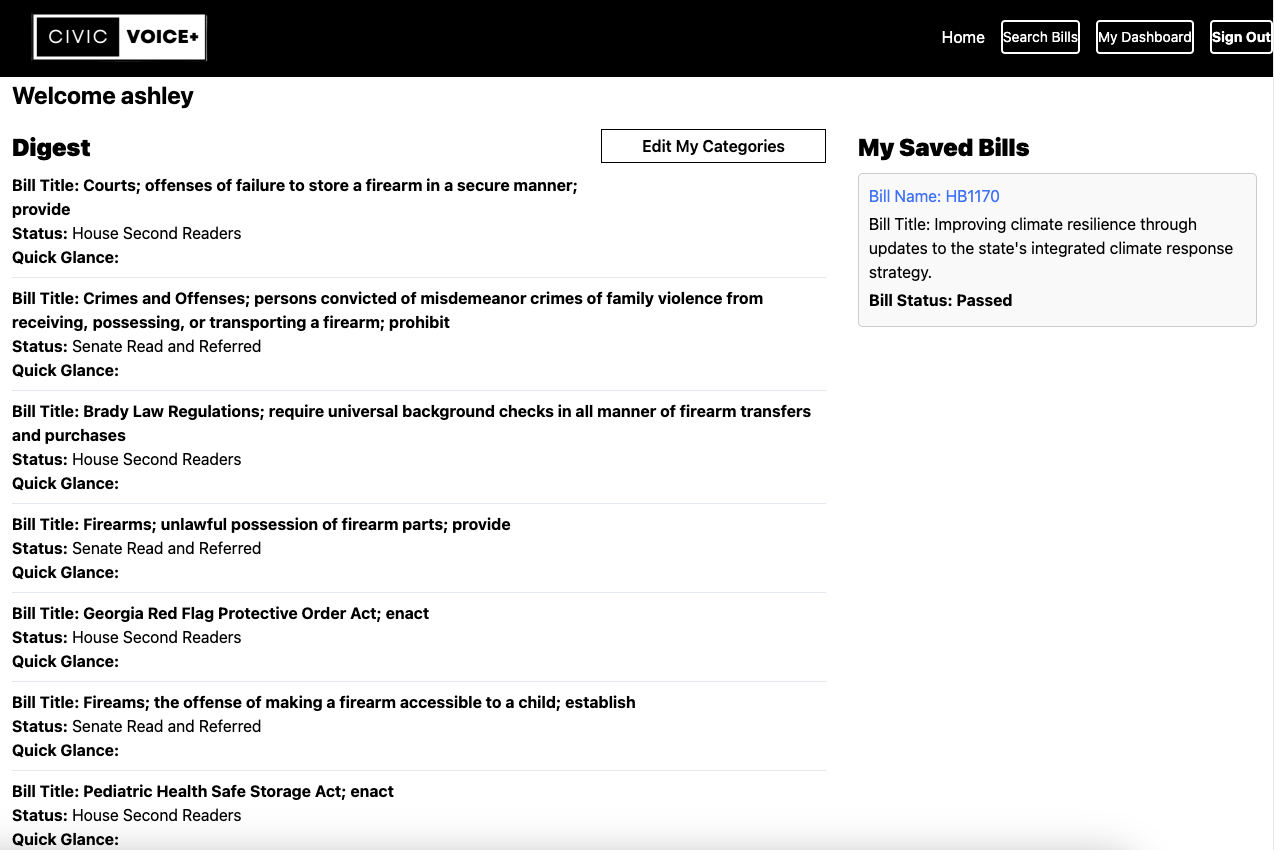 CIVIC VOICE+
Home Search Bills My Dashboard Sign Out
Welcome ashley
Digest
Edit My Categories
Bill Title: Courts; offenses of failure to store a firearm in a secure manner;
provide
Status: House Second Readers
Quick Glance:
Bill Title: Crimes and Offenses; persons convicted of misdemeanor crimes of family violence from
receiving, possessing, or transporting a firearm; prohibit
Status: Senate Read and Referred
Quick Glance:
Bill Title: Brady Law Regulations; require universal background checks in all manner of firearm transfers
and purchases
Status: House Second Readers
Quick Glance:
Bill Title: Firearms; unlawful possession of firearm parts; provide
Status: Senate Read and Referred
Quick Glance:
Bill Title: Georgia Red Flag Protective Order Act; enact
Status: House Second Readers
Quick Glance:
Bill Title: Fireams; the offense of making a firearm accessible to a child; establish
Status: Senate Read and Referred
Quick Glance:
Bill Title: Pediatric Health Safe Storage Act; enact
Status: House Second Readers
Quick Glance:
My Saved Bills
Bill Name: HB1170
Bill Title: Improving climate resilience through
updates to the state's integrated climate response
strategy.
Bill Status: Passed